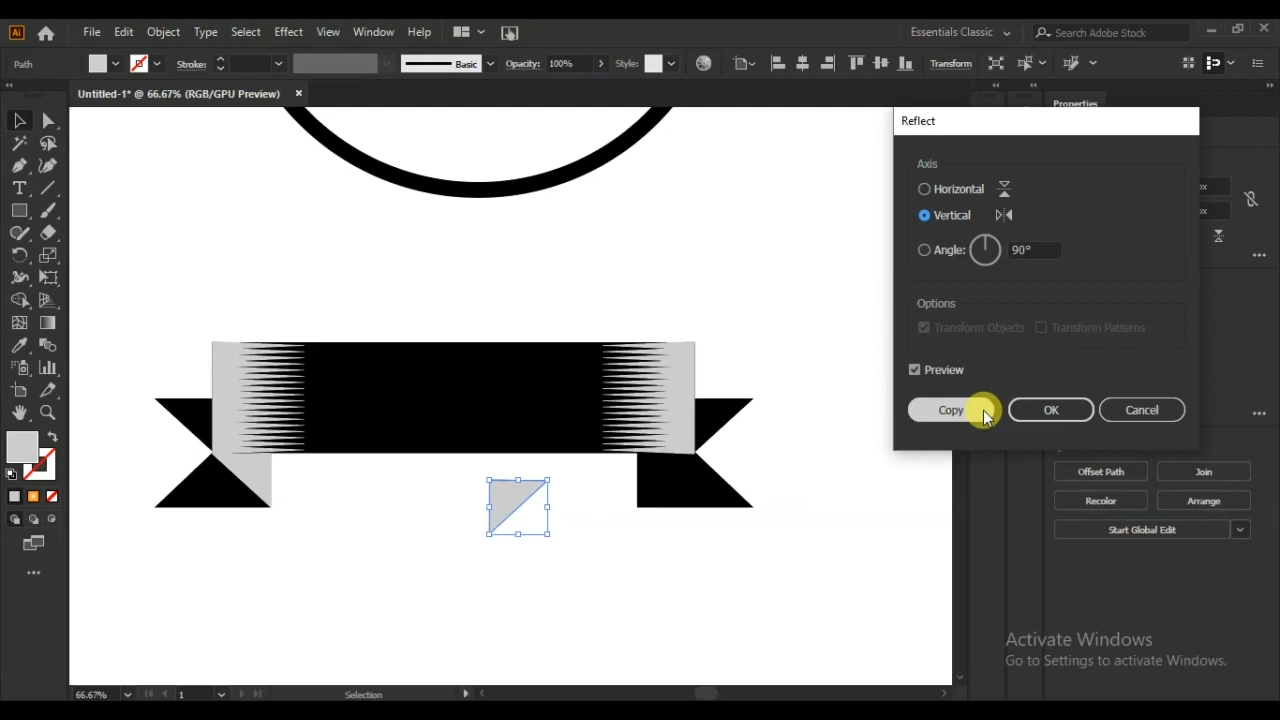 Ai File Edit Object Type Select Effect View Window Help Essentials Classic Search Adobe Stock
Path Stroke: Basic Opacity: 100% Style: Transform
Untitled-1* @ 66.67% (RGB/GPU Preview) ×
Properties
Reflect
Axis
Horizontal
Vertical
Angle: 90°
Options
Transform Objects Transform Patterns
Preview
Copy OK Cancel
Offset Path Join
Recolor Arrange
Start Global Edit
Activate Windows
Go to Settings to activate Windows.
66.67% 1 Selection